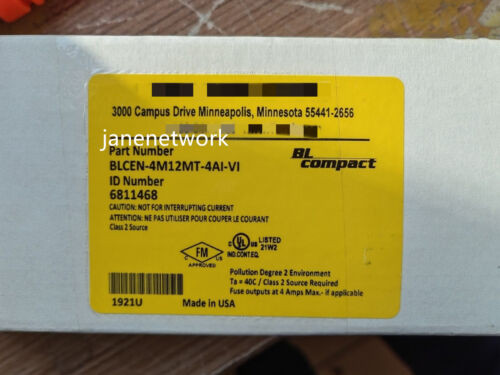 3000 Campus Drive Minneapolis, Minnesota 55441-2656
janenetwork
Part Number
BLCEN-4M12MT-4AI-VI
BL compact
ID Number
6811468
CAUTION: NOT FOR INTERRUPTING CURRENT
ATTENTION: NE PAS UTILISER POUR COUPER LE COURANT
Class 2 Source
C FM US
APPROVED
C UL US LISTED
21W2
IND.CONT.EQ.
Pollution Degree 2 Environment
Ta = 40C / Class 2 Source Required
Fuse outputs at 4 Amps Max.- if applicable
1921U
Made in USA